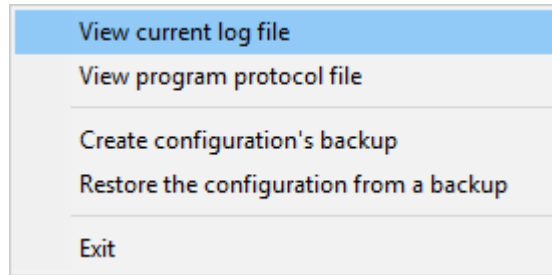 View current log file
View program protocol file
Create configuration's backup
Restore the configuration from a backup
Exit